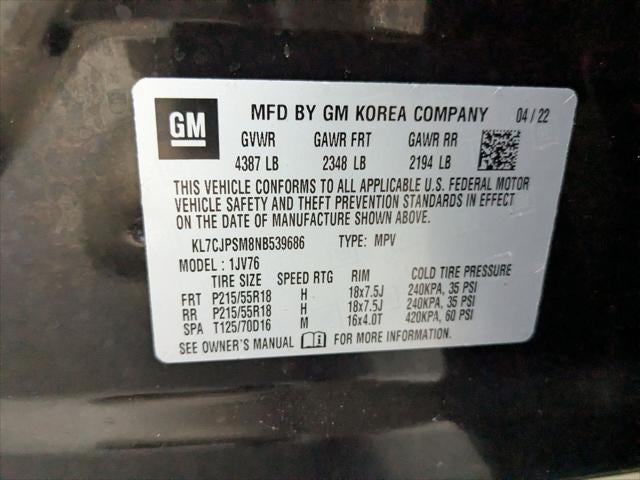 GM MFD BY GM KOREA COMPANY 04 / 22
GVWR GAWR FRT GAWR RR
4387 LB 2348 LB 2194 LB
THIS VEHICLE CONFORMS TO ALL APPLICABLE U.S. FEDERAL MOTOR
VEHICLE SAFETY AND THEFT PREVENTION STANDARDS IN EFFECT
ON THE DATE OF MANUFACTURE SHOWN ABOVE.
KL7CJPSM8NB539686 TYPE: MPV
MODEL : 1JV76
TIRE SIZE SPEED RTG RIM COLD TIRE PRESSURE
FRT P215/55R18 H 18x7.5J 240KPA, 35 PSI
RR P215/55R18 H 18x7.5J 240KPA, 35 PSI
SPA T125/70D16 M 16x4.0T 420KPA, 60 PSI
SEE OWNER'S MANUAL FOR MORE INFORMATION.